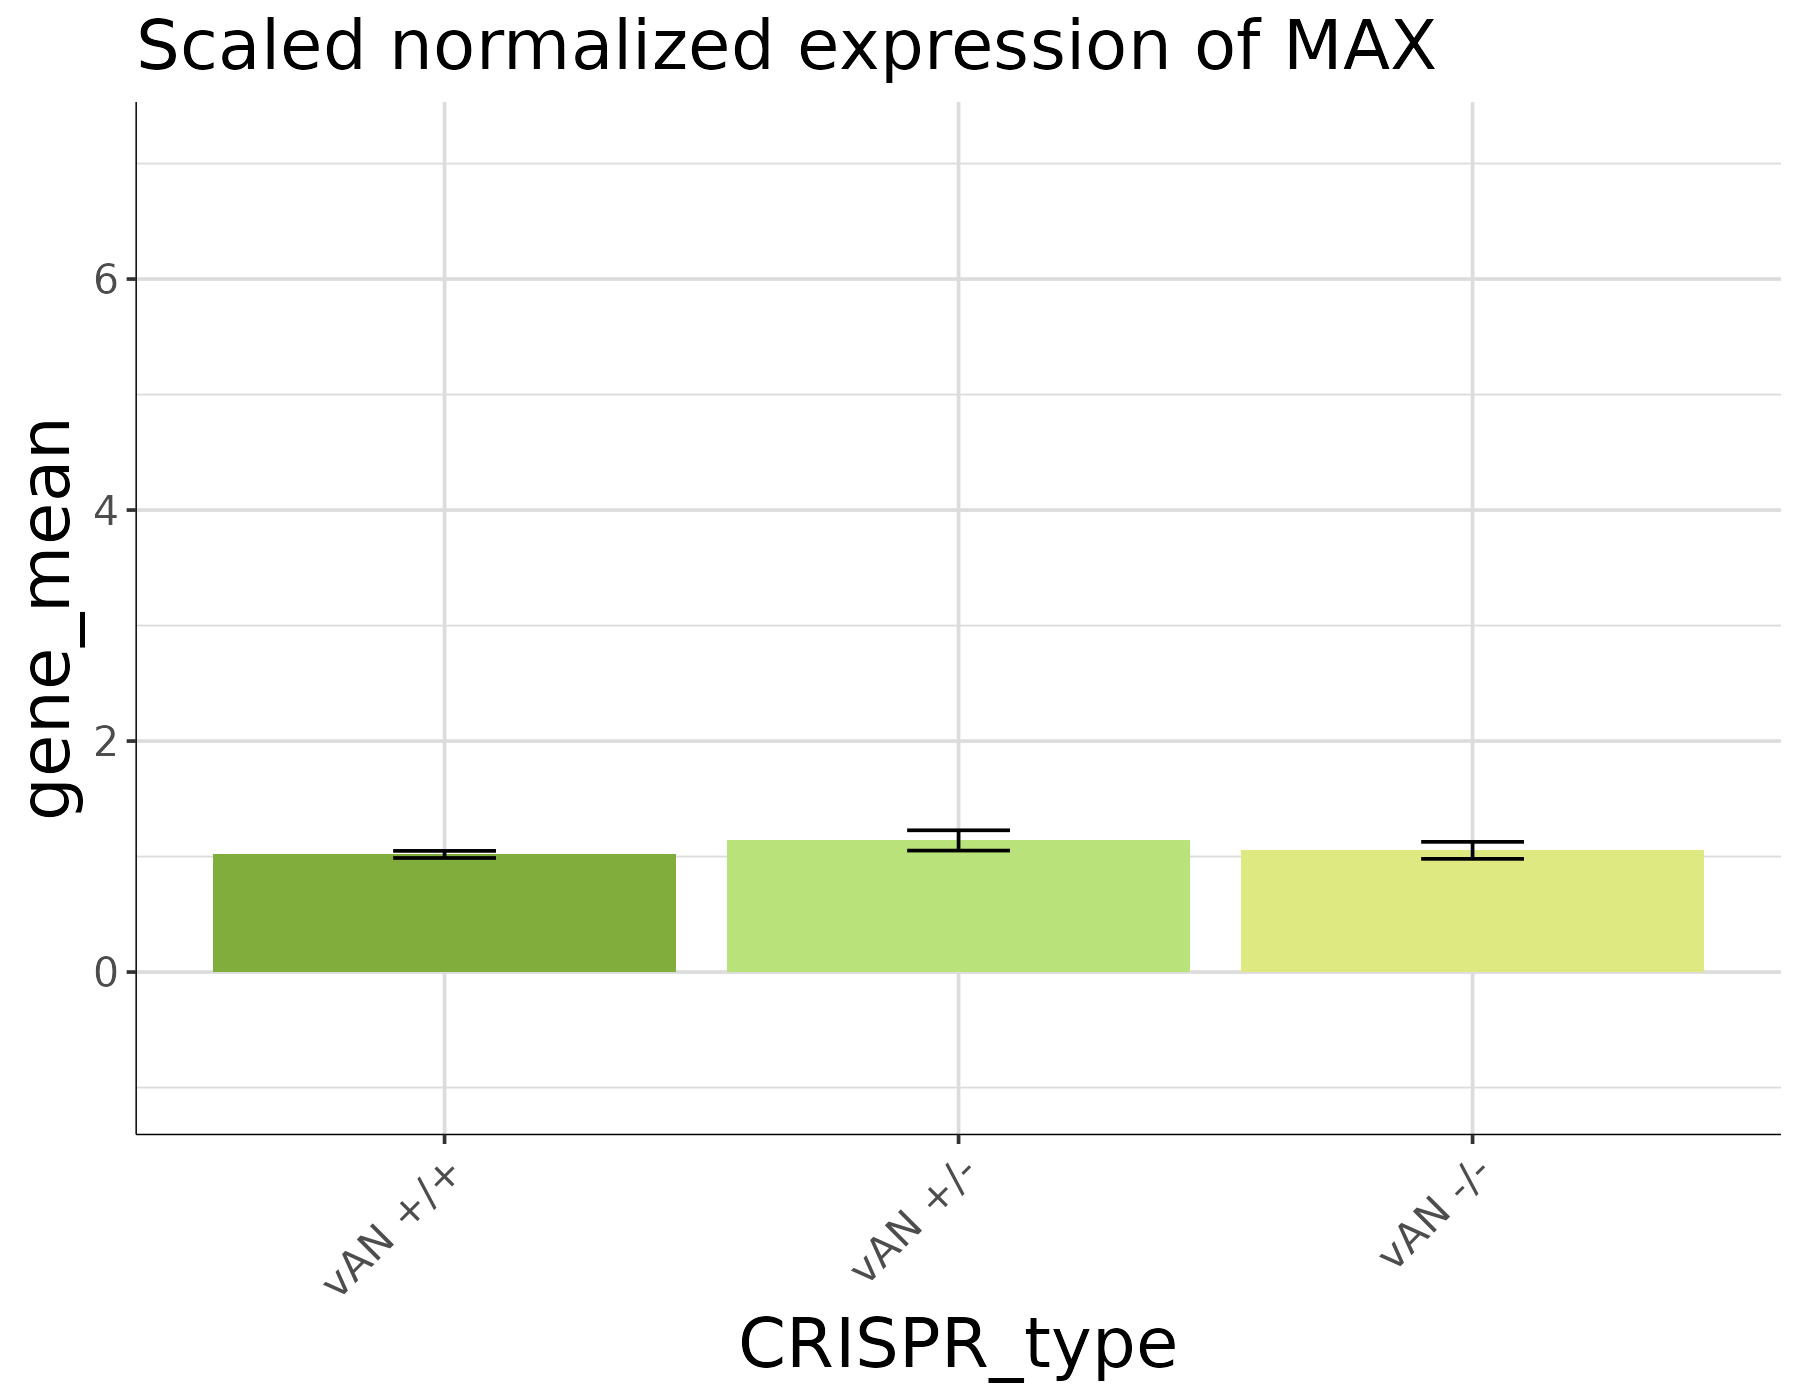 Scaled normalized expression of MAX
gene_mean
6
4
2
0
vAN +/+
vAN +/-
vAN -/-
CRISPR_type